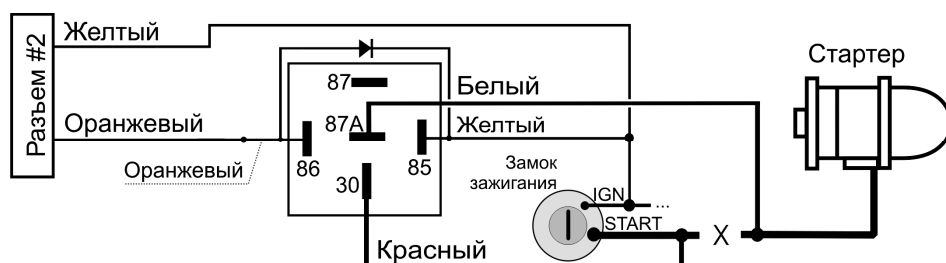 Разъем #2
Желтый
Стартер
87
Белый
Оранжевый
87A
Желтый
Оранжевый
86
85
30
Замок
зажигания
IGN
...
START
X
Красный